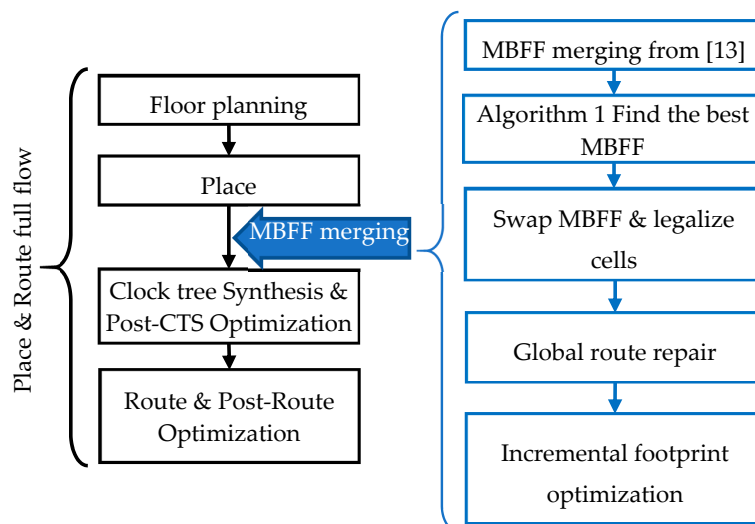 Place & Route full flow
Floor planning
Place
MBFF merging
Clock tree Synthesis &
Post-CTS Optimization
Route & Post-Route
Optimization
MBFF merging from [13]
Algorithm 1 Find the best
MBFF
Swap MBFF & legalize
cells
Global route repair
Incremental footprint
optimization